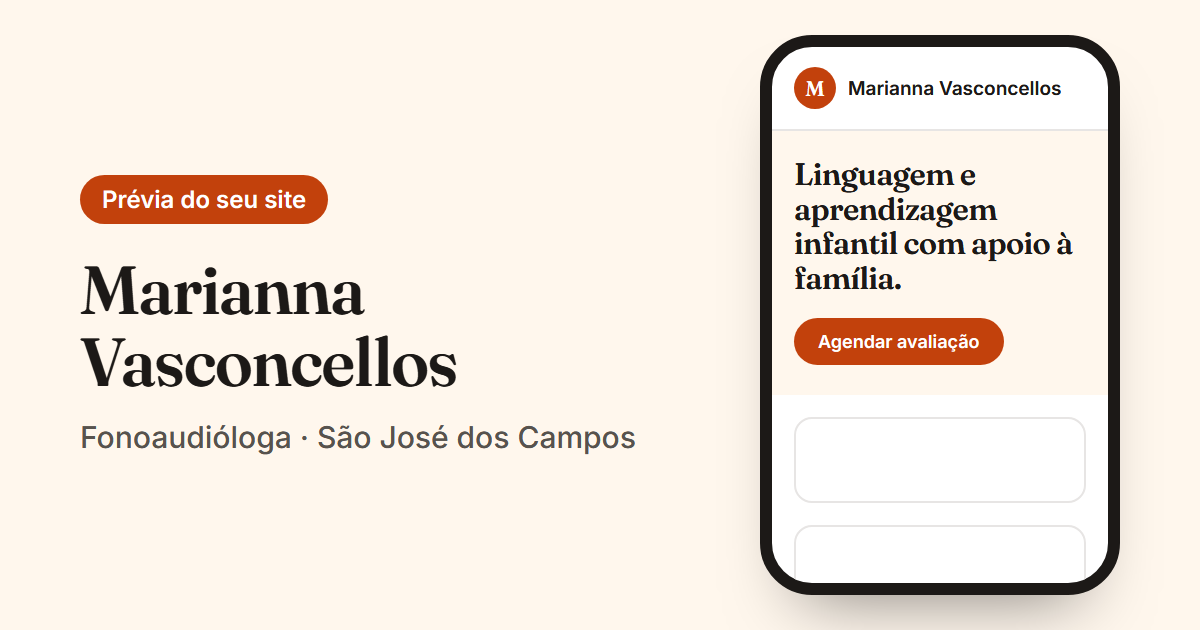 Prévia do seu site
Marianna
Vasconcellos
Fonoaudióloga · São José dos Campos
M
Marianna Vasconcellos
Linguagem e
aprendizagem
infantil com apoio à
família.
Agendar avaliação